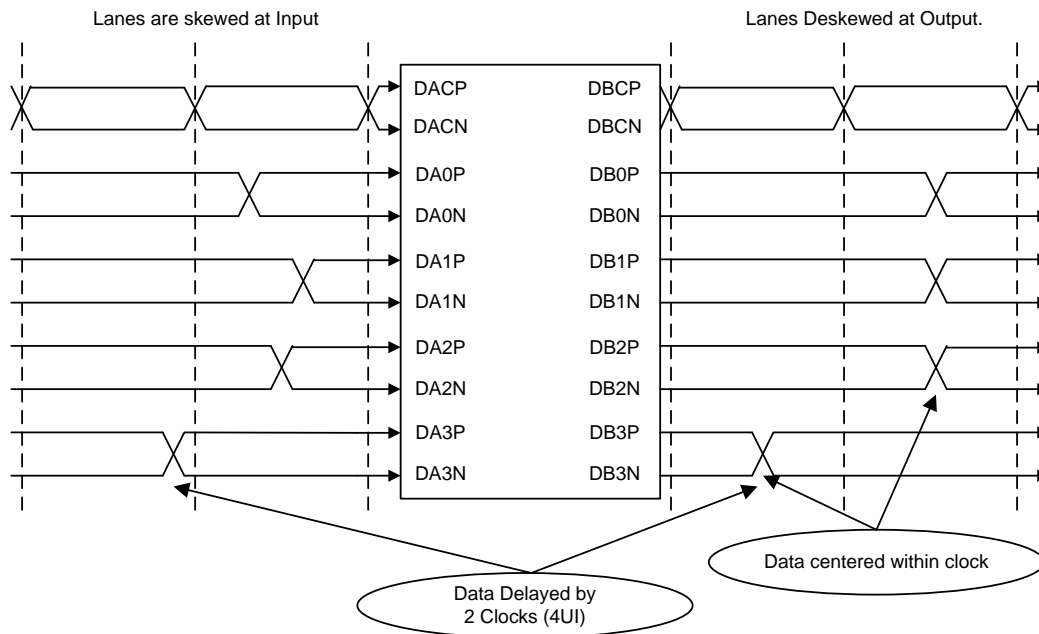 Lanes are skewed at Input
Lanes Deskewed at Output.
DACP
DBCP
DACN
DBCN
DA0P
DB0P
DA0N
DB0N
DA1P
DB1P
DA1N
DB1N
DA2P
DB2P
DA2N
DB2N
DA3P
DB3P
DA3N
DB3N
Data centered within clock
Data Delayed by
2 Clocks (4UI)